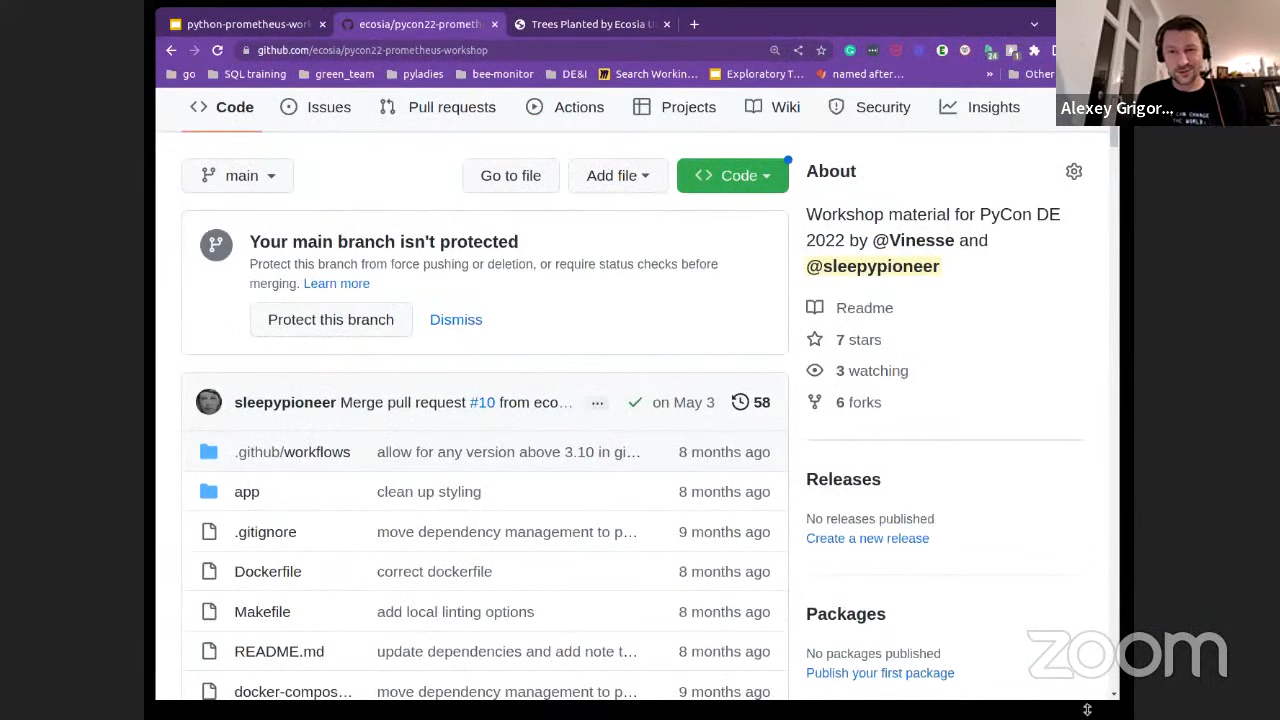 python-prometheus-wor
ecosia/pycon22-prometh
Trees Planted by Ecosia U
github.com/ecosia/pycon22-prometheus-workshop
go
SQL training
green_team
pyladies
bee-monitor
DE&I
Search Workin…
Exploratory T…
named after…
»
Other
24
1
Code
Issues
Pull requests
Actions
Projects
Wiki
Security
Insights
Alexey Grigor...
CAN CHANGE
THE WORLD.
main
Go to file
Add file
Code
Your main branch isn't protected
Protect this branch from force pushing or deletion, or require status checks before
merging. Learn more
Protect this branch
Dismiss
sleepypioneer Merge pull request #10 from eco… ... on May 3 58
.github/workflows allow for any version above 3.10 in gi… 8 months ago
app clean up styling 8 months ago
.gitignore move dependency management to p… 9 months ago
Dockerfile correct dockerfile 8 months ago
Makefile add local linting options 8 months ago
README.md update dependencies and add note t… 8 months ago
docker-compos… move dependency management to p… 9 months ago
About
Workshop material for PyCon DE
2022 by @Vinesse and
@sleepypioneer
Readme
7 stars
3 watching
6 forks
Releases
No releases published
Create a new release
Packages
No packages published
Publish your first package
zoom